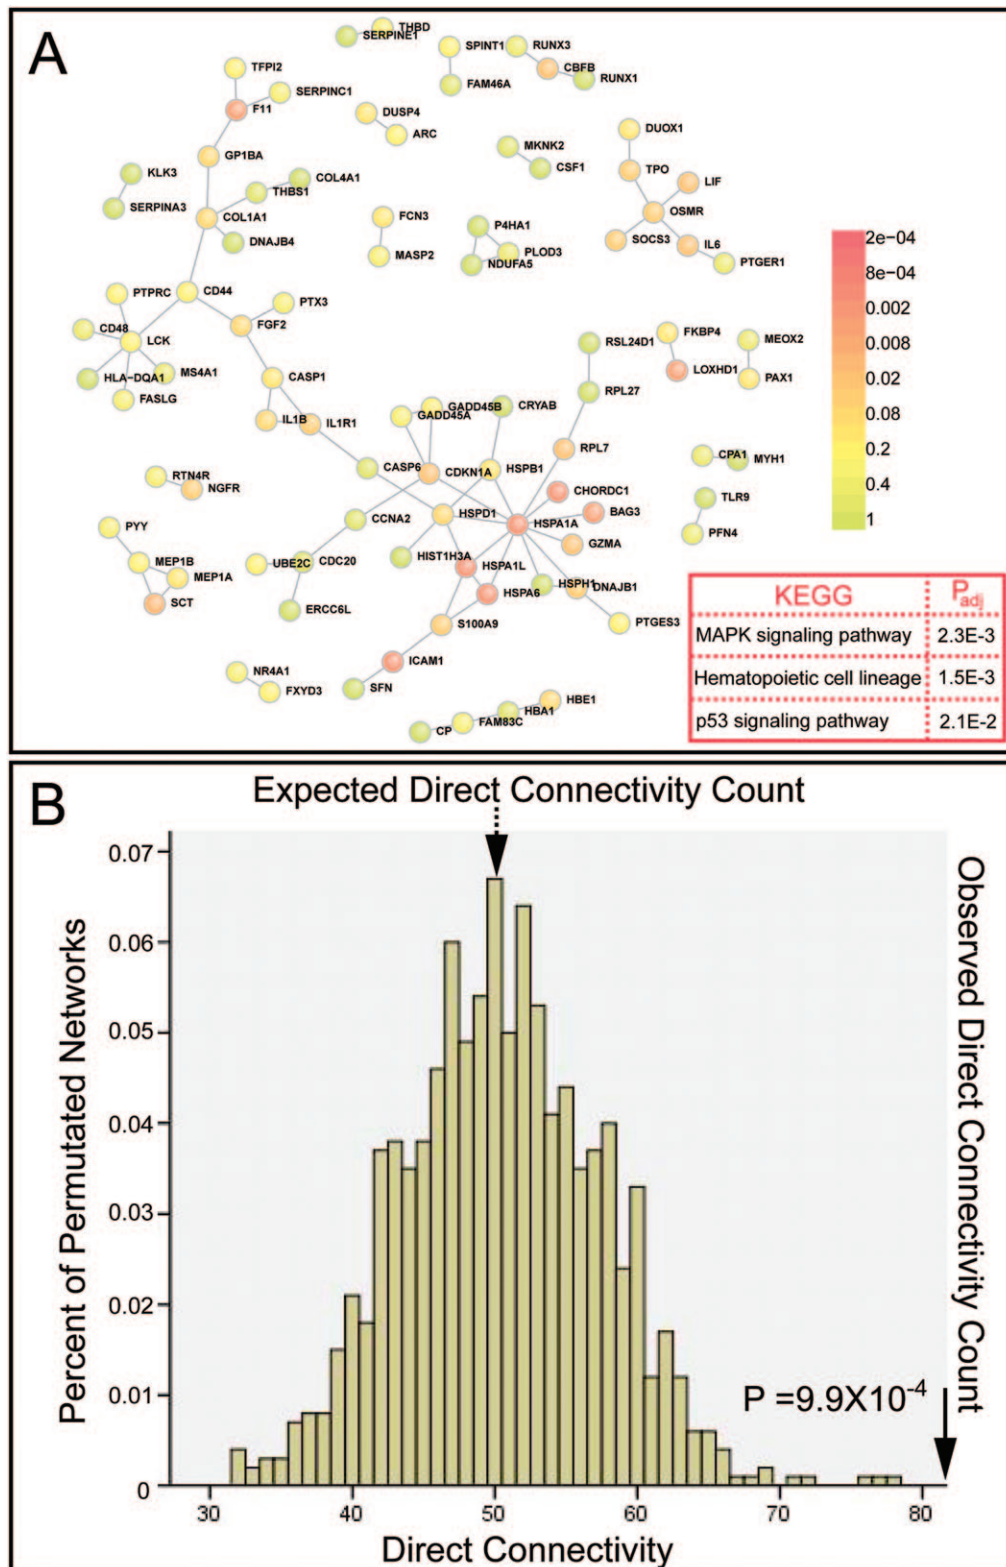 A
THBD
SERPINE1
SPINT1
RUNX3
CBFB
RUNX1
FAM46A
TFPI2
SERPINC1
F11
DUSP4
ARC
DUOX1
GP1BA
MKNK2
CSF1
TPO
LIF
KLK3
COL4A1
THBS1
SERPINA3
COL1A1
OSMR
FCN3
P4HA1
DNAJB4
SOCS3
IL6
MASP2
PLOD3
NDUFA5
PTGER1
2e−04
8e−04
0.002
0.008
0.02
0.08
0.2
0.4
1
PTPRC
CD44
PTX3
CD48
FGF2
LCK
RSL24D1
FKBP4
MEOX2
LOXHD1
HLA−DQA1
MS4A1
CASP1
PAX1
FASLG
RPL27
GADD45B
CRYAB
GADD45A
IL1B
IL1R1
RPL7
CPA1
MYH1
RTN4R
NGFR
CASP6
CDKN1A
HSPB1
CHORDC1
TLR9
BAG3
HSPD1
HSPA1A
PFN4
PYY
CCNA2
GZMA
MEP1B
MEP1A
UBE2C
CDC20
HIST1H3A
HSPA1L
SCT
HSPH1
DNAJB1
HSPA6
ERCC6L
S100A9
PTGES3
ICAM1
NR4A1
SFN
FXYD3
HBE1
HBA1
FAM83C
CP
KEGG Padj
MAPK signaling pathway 2.3E-3
Hematopoietic cell lineage 1.5E-3
p53 signaling pathway 2.1E-2
B
Expected Direct Connectivity Count
Observed Direct Connectivity Count
Percent of Permutated Networks
0.07
0.06
0.05
0.04
0.03
0.02
0.01
0
P =9.9X10-4
30 40 50 60 70 80
Direct Connectivity